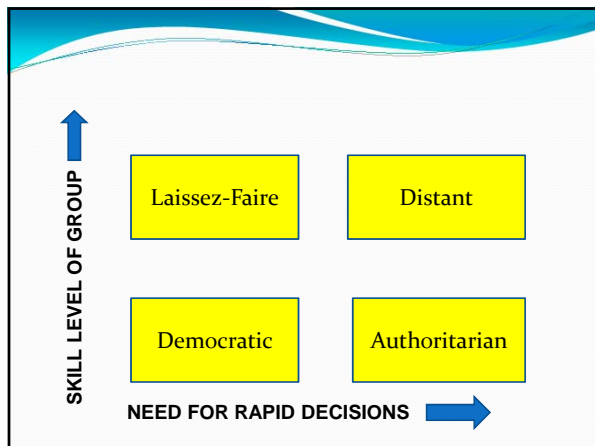 SKILL LEVEL OF GROUP
Laissez-Faire
Distant
Democratic
Authoritarian
NEED FOR RAPID DECISIONS